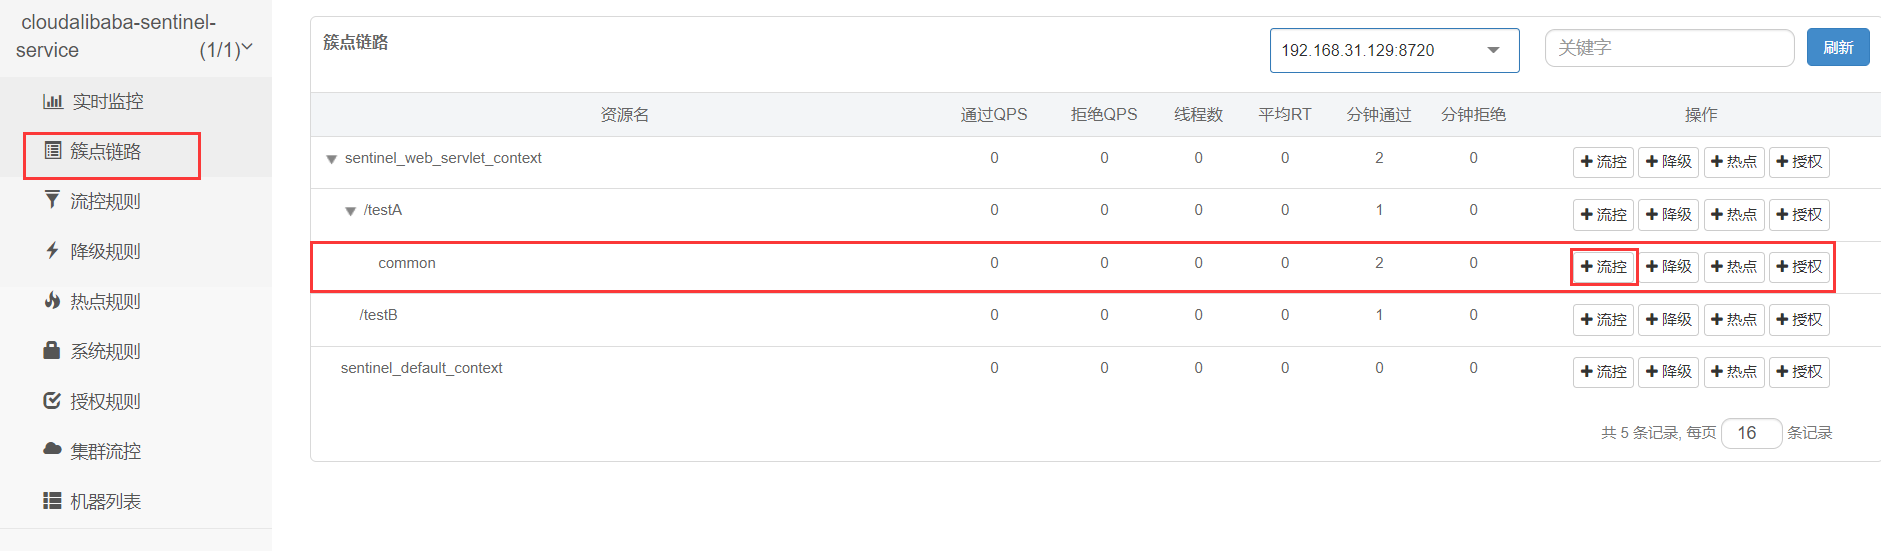 cloudalibaba-sentinel-
service (1/1)
实时监控
簇点链路
流控规则
降级规则
热点规则
系统规则
授权规则
集群流控
机器列表
簇点链路 192.168.31.129:8720 关键字 刷新
资源名 通过QPS 拒绝QPS 线程数 平均RT 分钟通过 分钟拒绝 操作
sentinel_web_servlet_context 0 0 0 0 2 0 流控 降级 热点 授权
/testA 0 0 0 0 1 0 流控 降级 热点 授权
common 0 0 0 0 2 0 流控 降级 热点 授权
/testB 0 0 0 0 1 0 流控 降级 热点 授权
sentinel_default_context 0 0 0 0 0 0 流控 降级 热点 授权
共 5 条记录, 每页 16 条记录